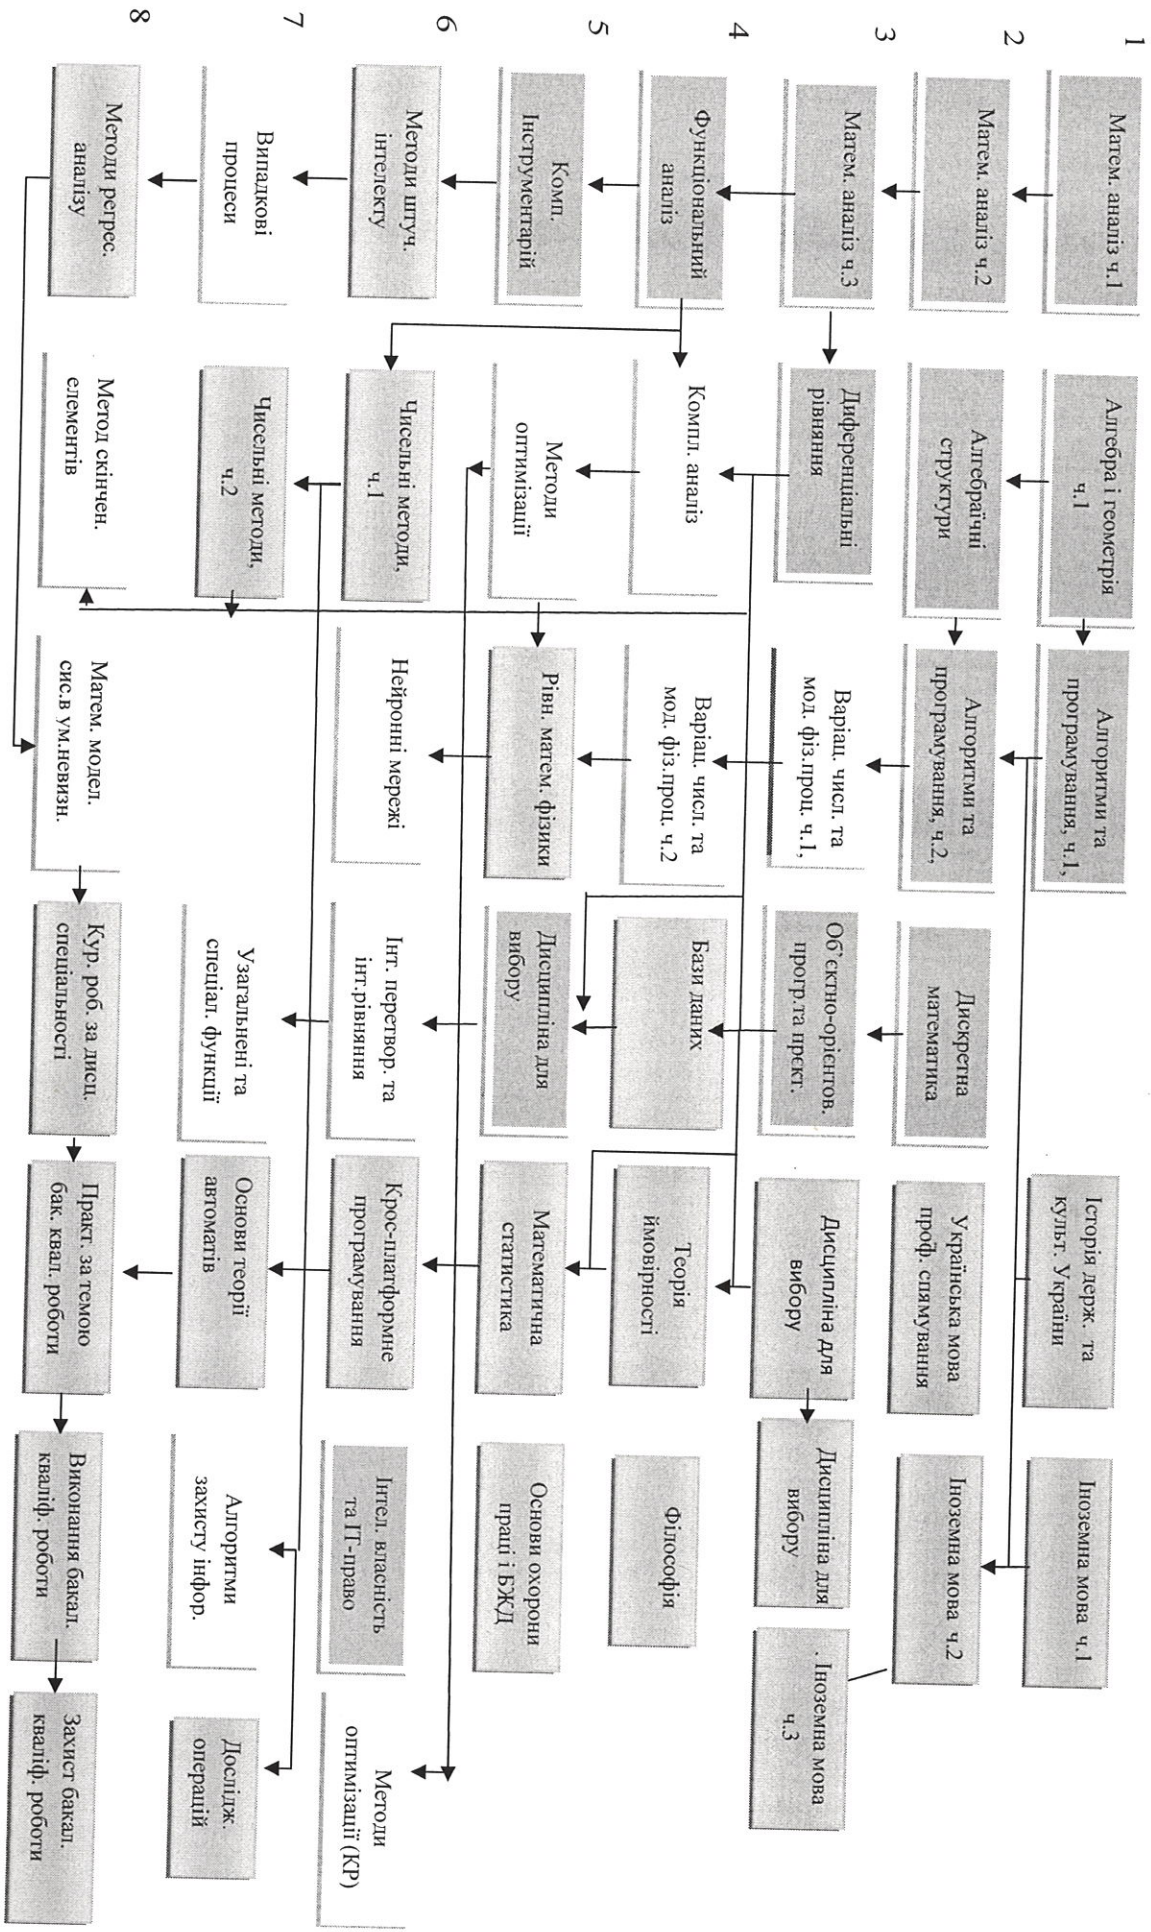 1
Матем. аналіз ч.1
Алгебра і геометрія
ч.1
Алгоритми та
програмування, ч.1,
Історія держ. та
культ. України
Іноземна мова ч.1
2
Матем. аналіз ч.2
Алгебраїчні
структури
Алгоритми та
програмування, ч.2,
Дискретна
математика
Українська мова
проф. спямування
Іноземна мова ч.2
3
Матем. аналіз ч.3
Диференціальні
рівняння
Варіац. числ. та
мод. фіз.проц. ч.1,
Об’єктно-орієнтов.
прогр.та прєкт.
Дисципліна для
вибору
Дисципліна для
вибору
. Іноземна мова
ч.3
4
Функціональний
аналіз
Компл. аналіз
Варіац. числ. та
мод. фіз.проц. ч.2
Бази даних
Теорія
ймовірності
Філософія
5
Комп.
Інструментарій
Методи
оптимізації
Рівн. матем. фізики
Дисципліна для
вибору
Математична
статистика
Основи охорони
праці і БЖД
6
Методи штуч.
інтелекту
Чисельні методи,
ч.1
Нейронні мережі
Інт. перетвор. та
інт.рівняння
Крос-платформне
програмування
Інтел. власність
та ІТ-право
Методи
оптимізації (КР)
7
Випадкові
процеси
Чисельні методи,
ч.2
Узагальнені та
спеціал. функції
Основи теорії
автоматів
Алгоритми
захисту інфор.
Дослідж.
операцій
8
Методи регрес.
аналізу
Метод скінчен.
елементів
Матем. модел.
сис.в ум.невизн.
Кур. роб. за дисц.
спеціальності
Практ. за темою
бак. квал. роботи
Виконання бакал.
кваліф. роботи
Захист бакал.
кваліф. роботи